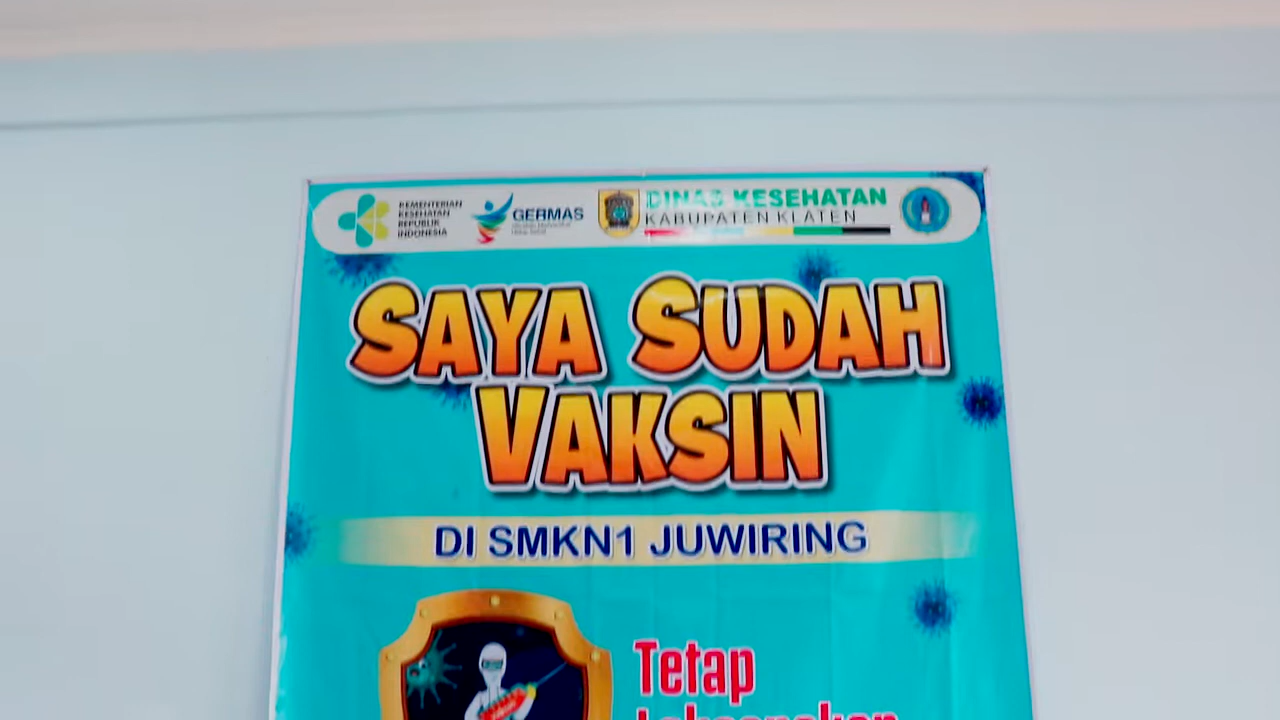 KEMENTERIAN
KESEHATAN
REPUBLIK
INDONESIA
GERMAS
DINAS KESEHATAN
KABUPATEN KLATEN
SAYA SUDAH
VAKSIN
DI SMKN1 JUWIRING
Tetap